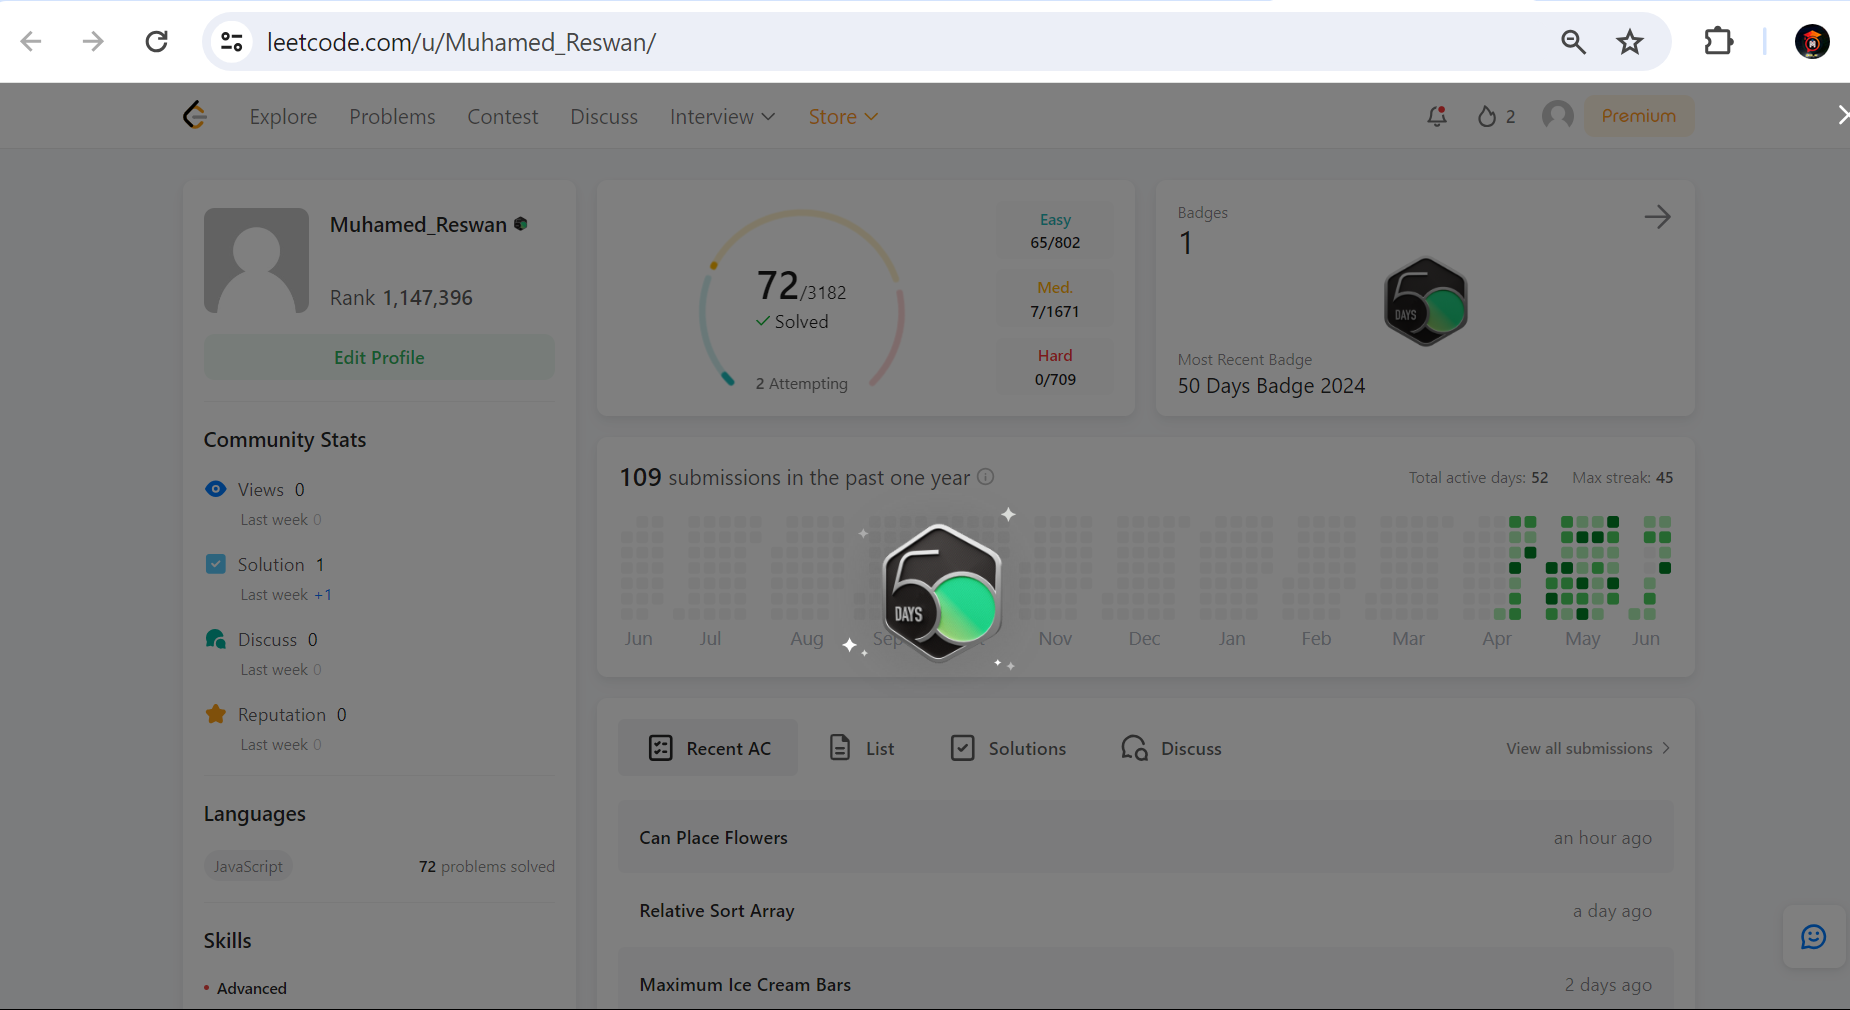 leetcode.com/u/Muhamed_Reswan/
Explore Problems Contest Discuss Interview Store 2 Premium
Muhamed_Reswan
Rank 1,147,396
Edit Profile
Community Stats
Views 0
Last week 0
Solution 1
Last week +1
Discuss 0
Last week 0
Reputation 0
Last week 0
Languages
JavaScript 72 problems solved
Skills
Advanced
72/3182
Solved
2 Attempting
Easy
65/802
Med.
7/1671
Hard
0/709
Badges
1
50
DAYS
Most Recent Badge
50 Days Badge 2024
109 submissions in the past one year
Total active days: 52 Max streak: 45
50
DAYS
Jun Jul Aug Sep Nov Dec Jan Feb Mar Apr May Jun
Recent AC List Solutions Discuss View all submissions
Can Place Flowers an hour ago
Relative Sort Array a day ago
Maximum Ice Cream Bars 2 days ago